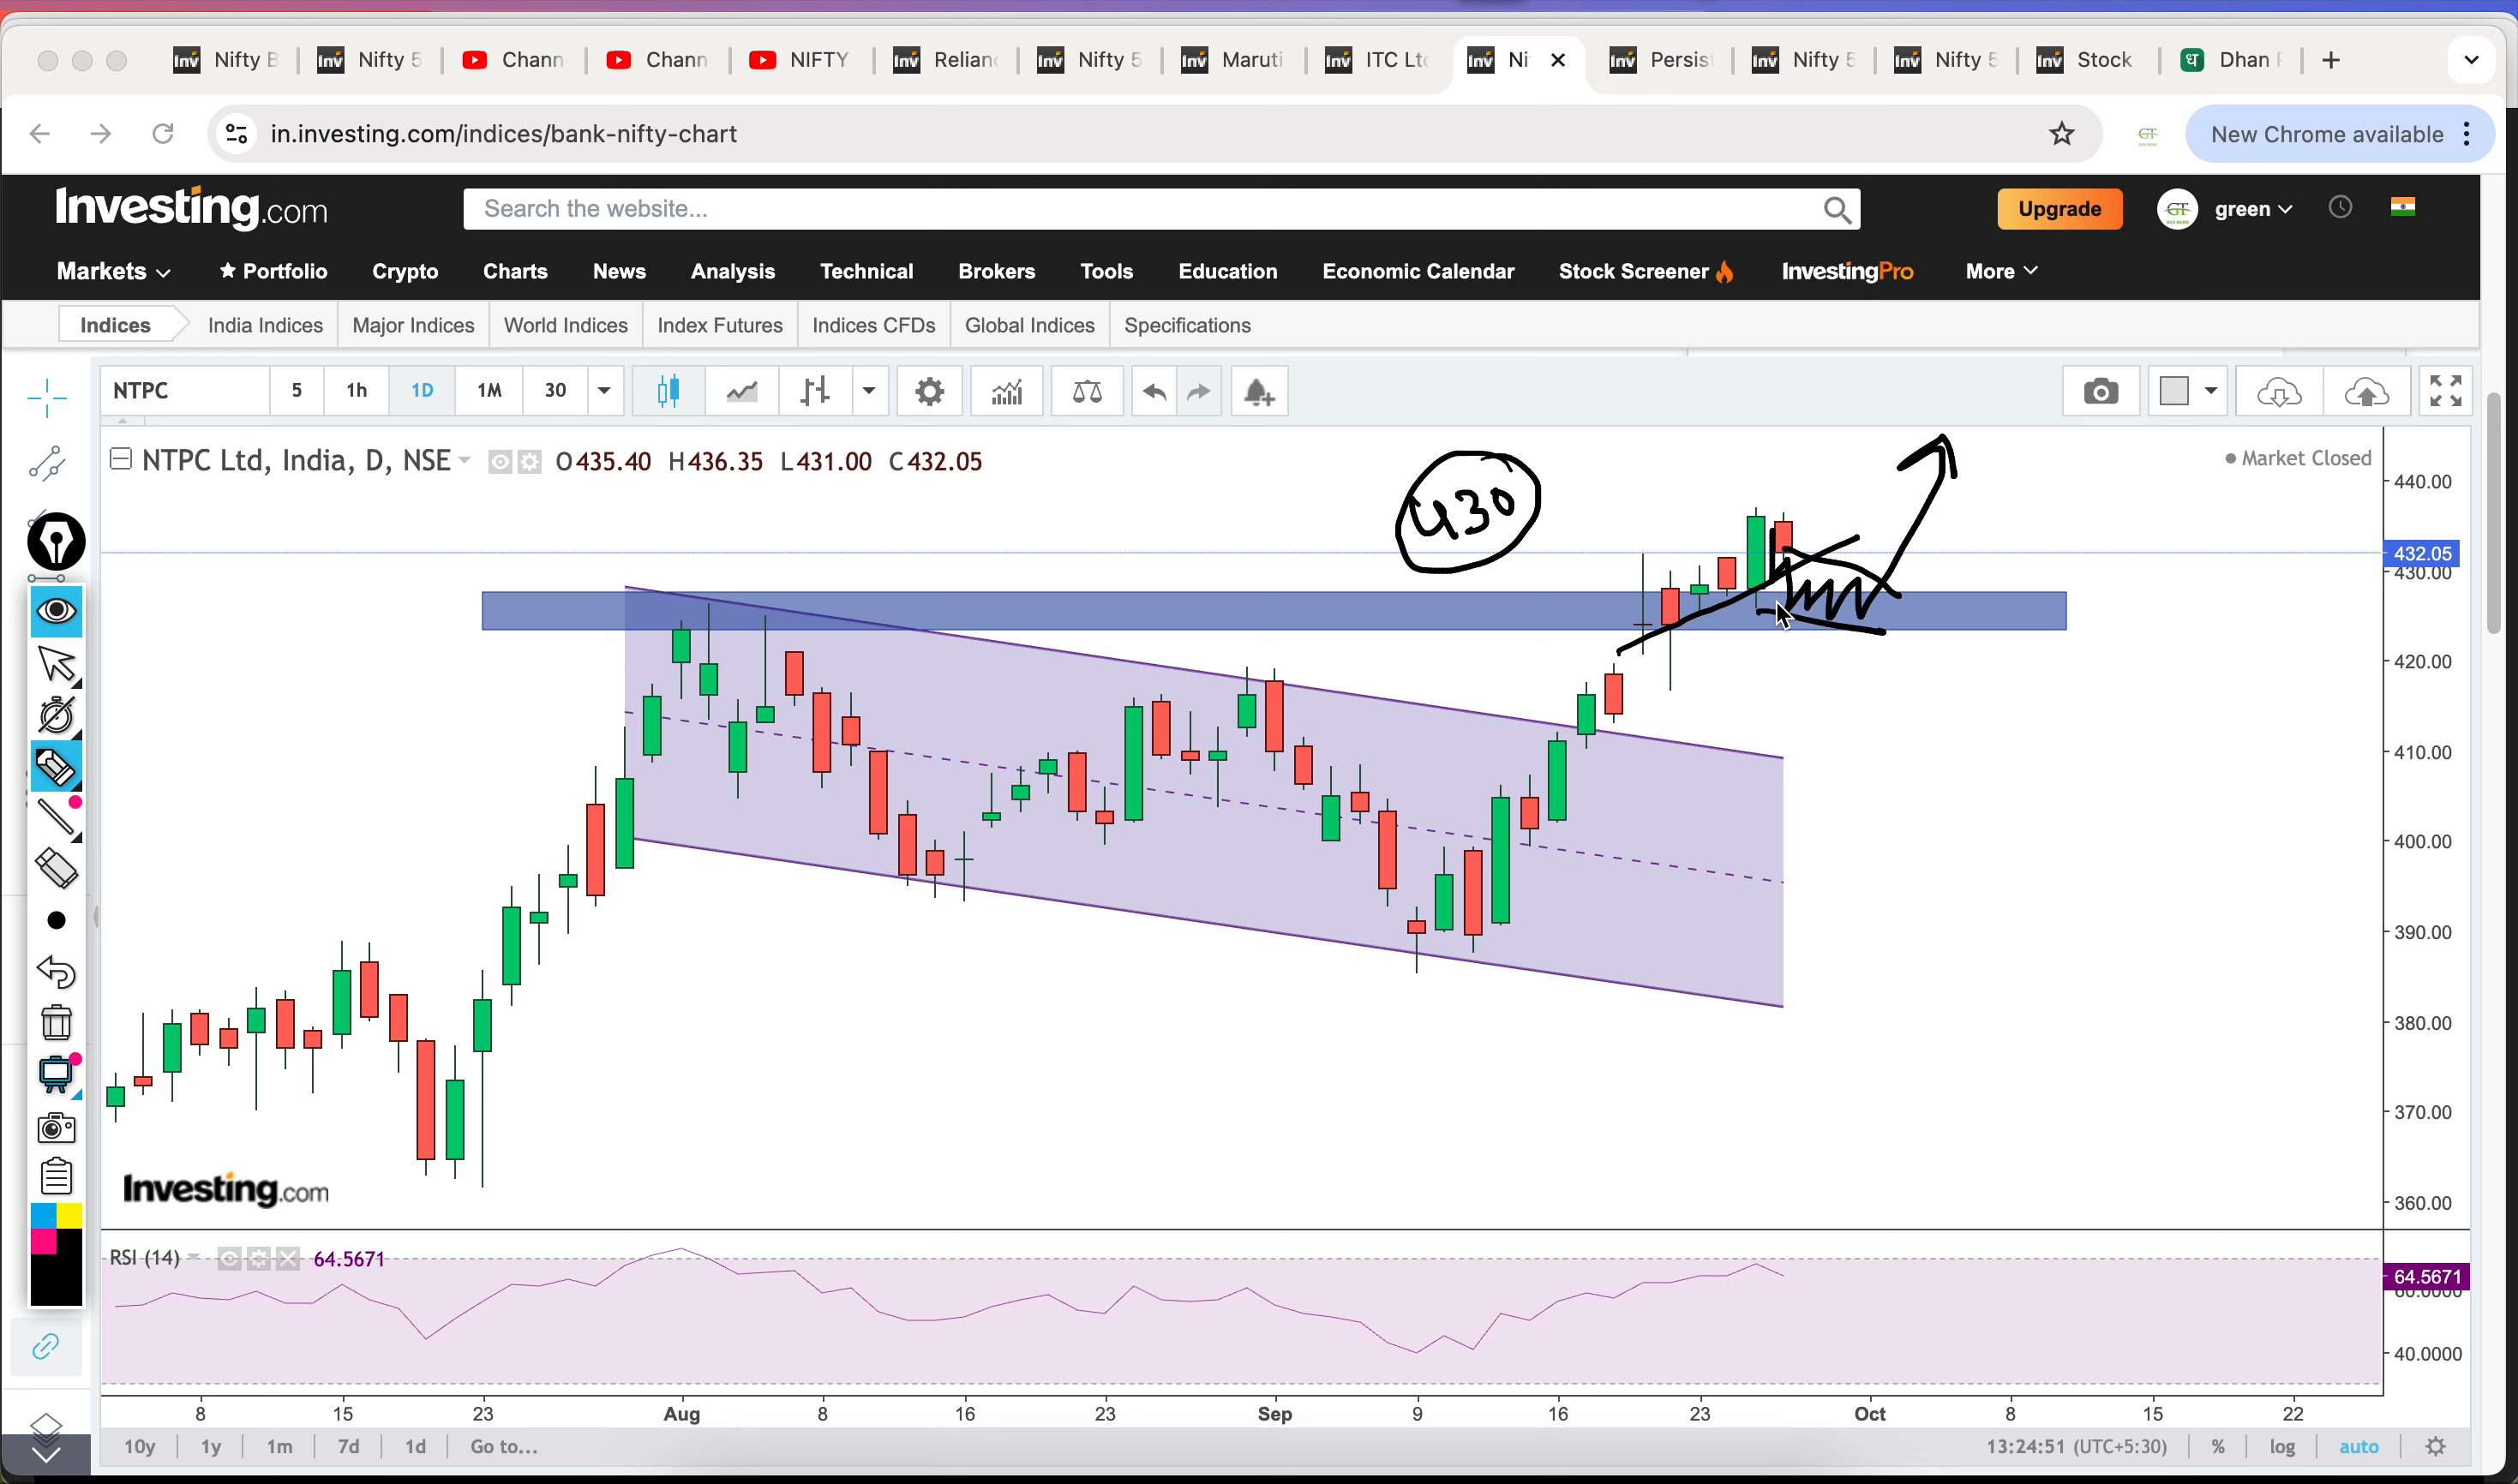 Nifty B
Nifty 5
Chann
Chann
NIFTY
Relianc
Nifty 5
Maruti
ITC Ltd
Ni
Persist
Nifty 5
Nifty 5
Stock
Dhan
in.investing.com/indices/bank-nifty-chart
New Chrome available
Investing.com
Search the website...
Upgrade
green
Markets
Portfolio
Crypto
Charts
News
Analysis
Technical
Brokers
Tools
Education
Economic Calendar
Stock Screener
InvestingPro
More
Indices
India Indices
Major Indices
World Indices
Index Futures
Indices CFDs
Global Indices
Specifications
NTPC
5
1h
1D
1M
30
NTPC Ltd, India, D, NSE
O435.40 H436.35 L431.00 C432.05
430
Market Closed
440.00
432.05
430.00
420.00
410.00
400.00
390.00
380.00
370.00
360.00
Investing.com
RSI (14)
64.5671
64.5671
60.0000
40.0000
8
15
23
Aug
8
16
23
Sep
9
16
23
Oct
8
15
22
10y
1y
1m
7d
1d
Go to...
13:24:51 (UTC+5:30)
%
log
auto